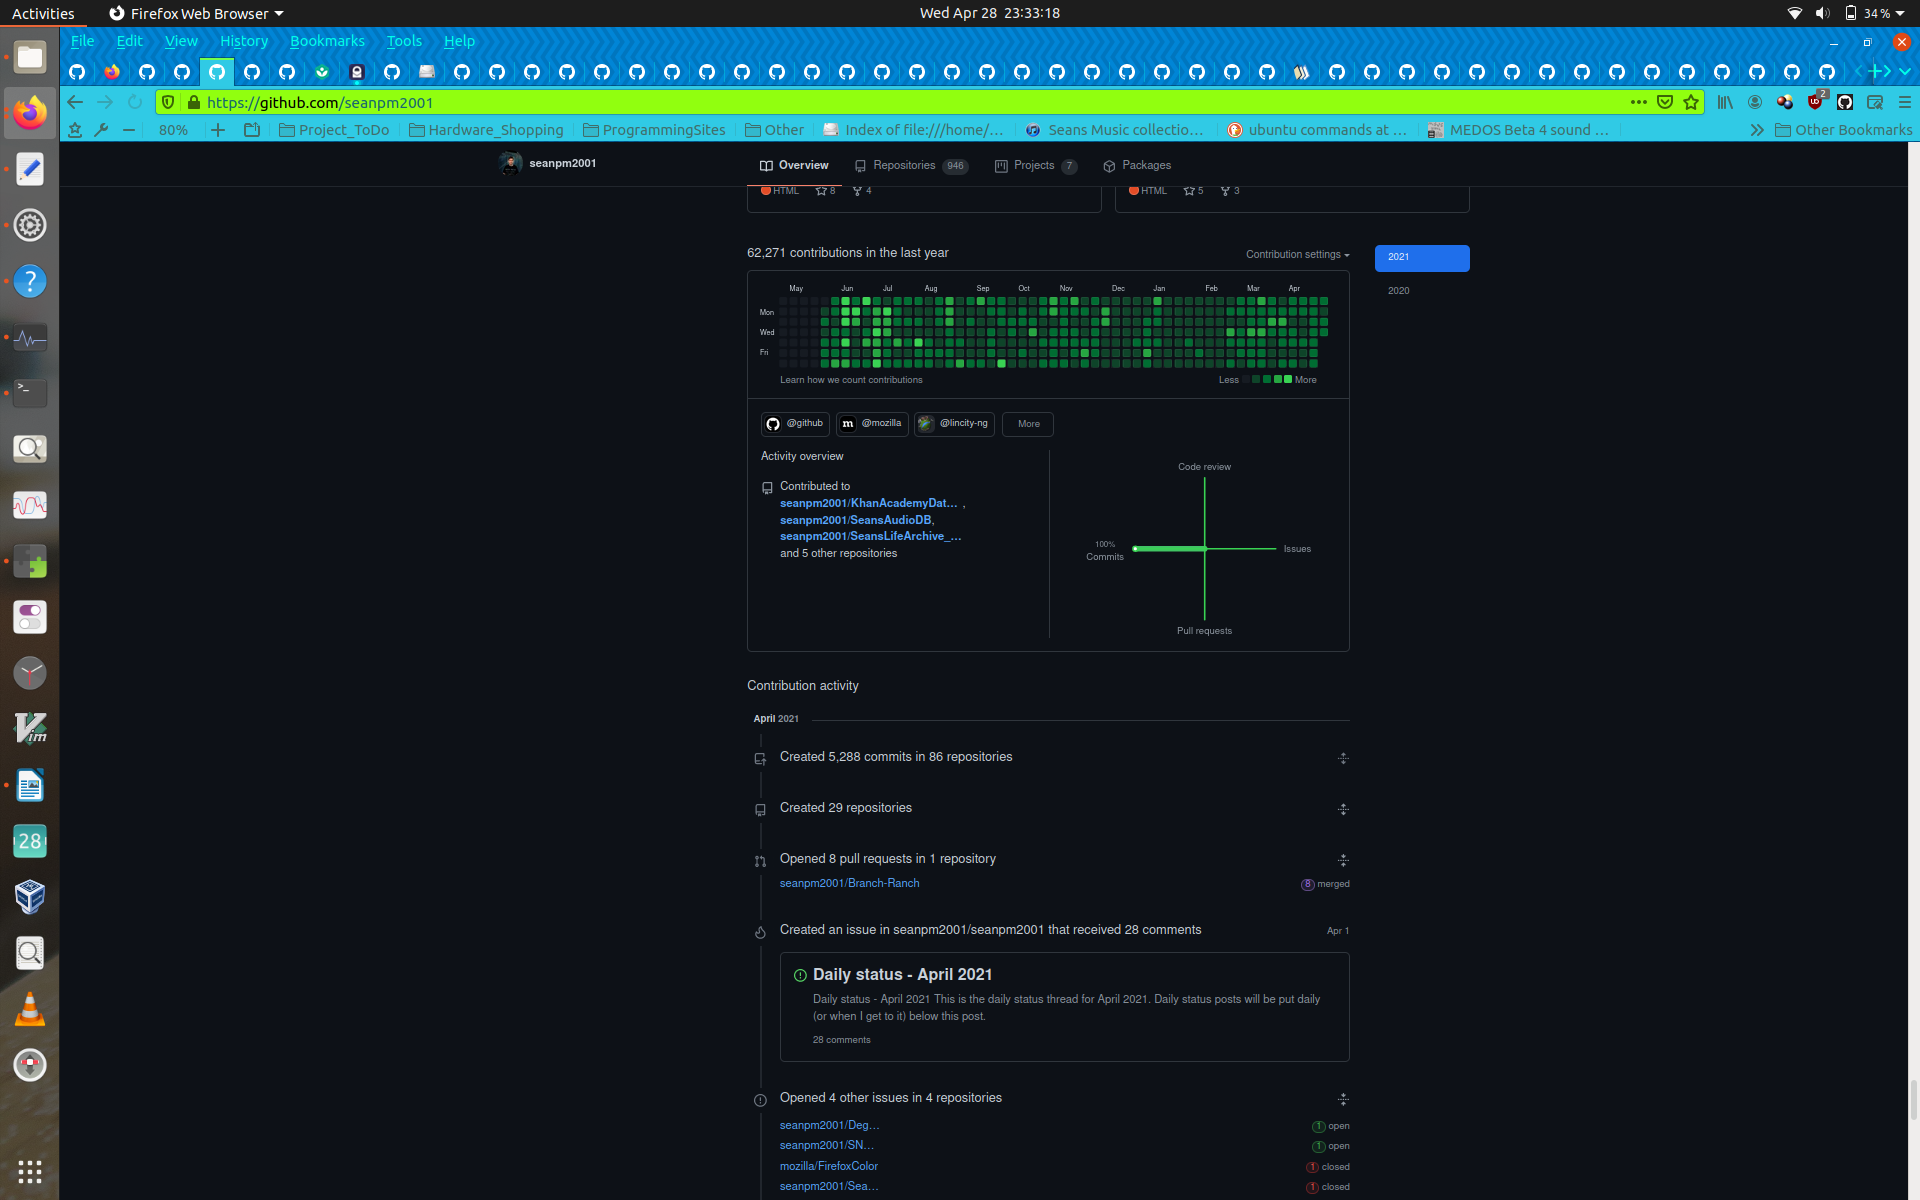 Activities
Firefox Web Browser
Wed Apr 28 23:33:18
34 %
File Edit View History Bookmarks Tools Help
https://github.com/seanpm2001
2
80%
Project_ToDo
Hardware_Shopping
ProgrammingSites
Other
Index of file:///home/...
Seans Music collectio...
ubuntu commands at ...
MEDOS Beta 4 sound ...
Other Bookmarks
seanpm2001
Overview
Repositories 946
Projects 7
Packages
HTML 8 4
HTML 5 3
62,271 contributions in the last year
Contribution settings
2021
2020
May Jun Jul Aug Sep Oct Nov Dec Jan Feb Mar Apr
Mon
Wed
Fri
Learn how we count contributions
Less More
@github
@mozilla
@lincity-ng
More
Activity overview
Contributed to
seanpm2001/KhanAcademyDat... ,
seanpm2001/SeansAudioDB,
seanpm2001/SeansLifeArchive_...
and 5 other repositories
Code review
100%
Commits
Issues
Pull requests
Contribution activity
April 2021
Created 5,288 commits in 86 repositories
Created 29 repositories
Opened 8 pull requests in 1 repository
seanpm2001/Branch-Ranch
8 merged
Created an issue in seanpm2001/seanpm2001 that received 28 comments
Apr 1
Daily status - April 2021
Daily status - April 2021 This is the daily status thread for April 2021. Daily status posts will be put daily
(or when I get to it) below this post.
28 comments
Opened 4 other issues in 4 repositories
seanpm2001/Deg...
1 open
seanpm2001/SN...
1 open
mozilla/FirefoxColor
1 closed
seanpm2001/Sea...
1 closed
28
Vim